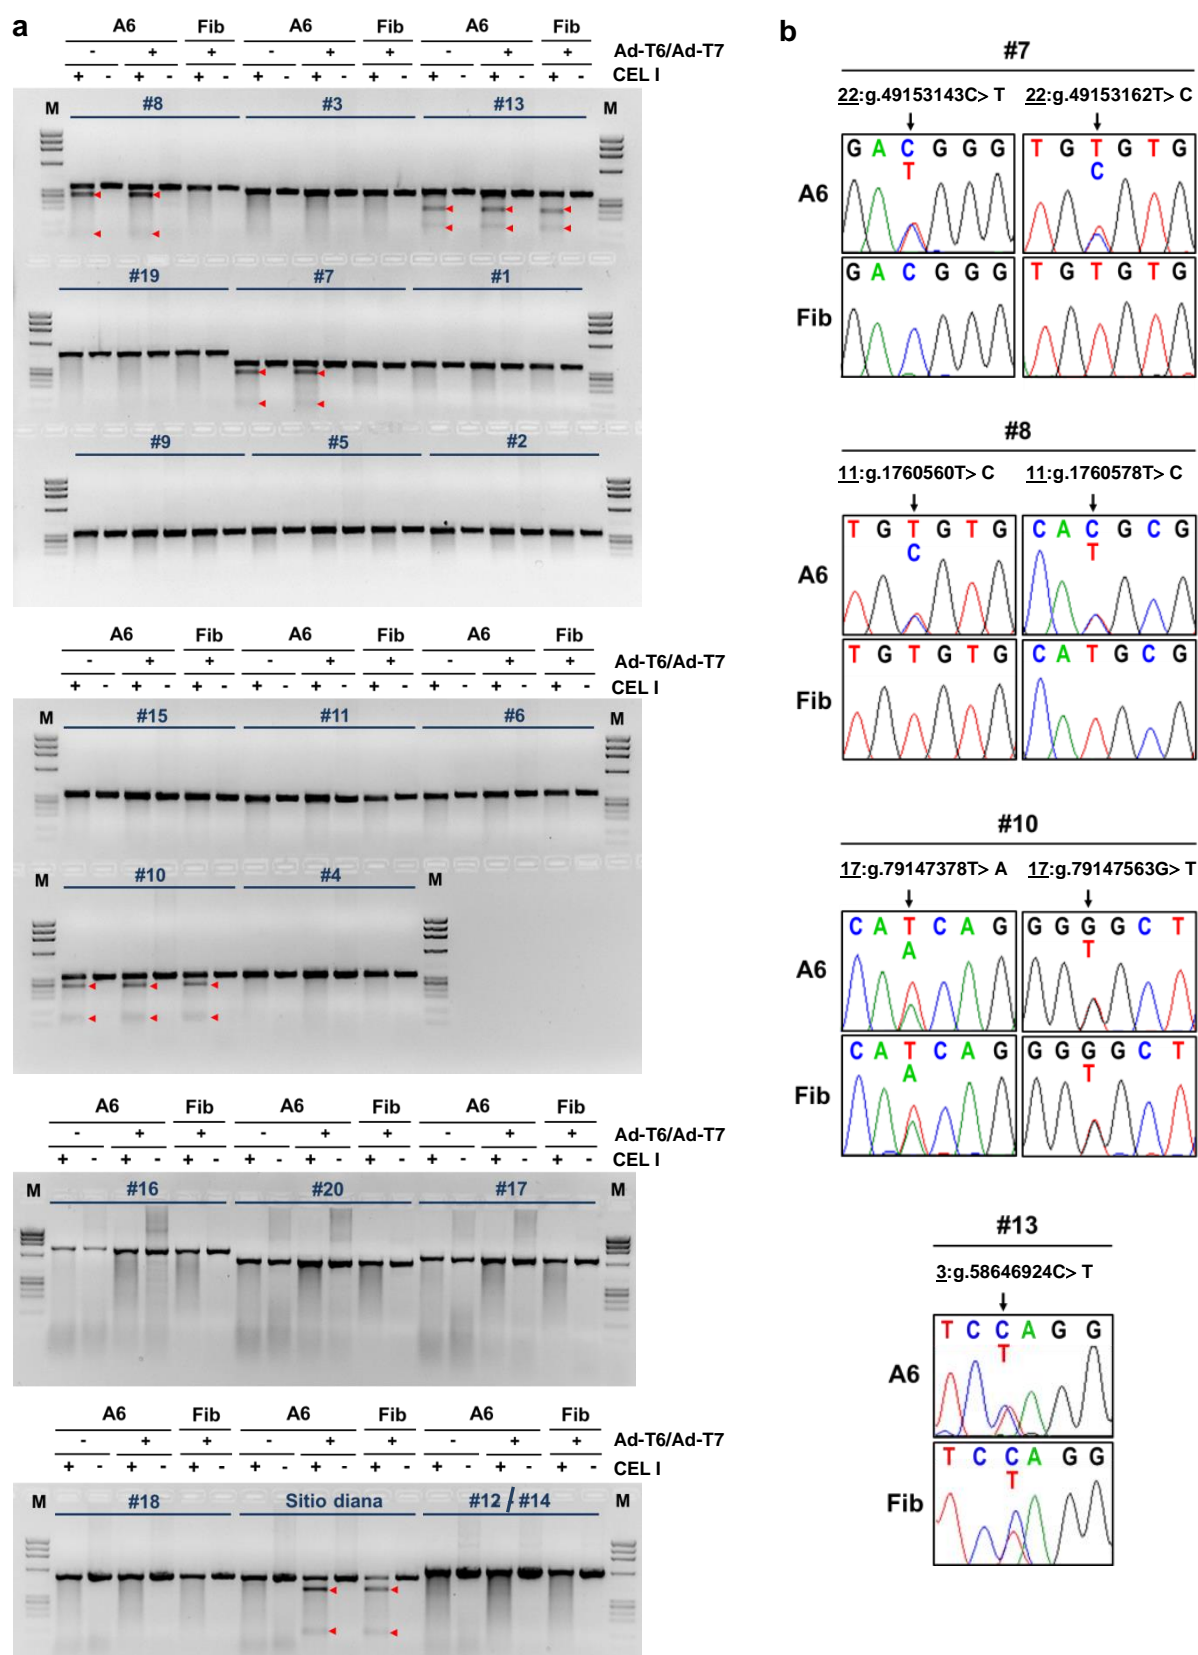 a
A6 Fib A6 Fib A6 Fib
- + + - + + - + + Ad-T6/Ad-T7
+ - + - + - + - + - + - + - + - + - CEL I
M #8 #3 #13 M
#19 #7 #1
#9 #5 #2
A6 Fib A6 Fib A6 Fib
- + + - + + - + + Ad-T6/Ad-T7
+ - + - + - + - + - + - + - + - + - CEL I
M #15 #11 #6 M
M #10 #4 M
A6 Fib A6 Fib A6 Fib
- + + - + + - + + Ad-T6/Ad-T7
+ - + - + - + - + - + - + - + - + - CEL I
M #16 #20 #17 M
A6 Fib A6 Fib A6 Fib
- + + - + + - + + Ad-T6/Ad-T7
+ - + - + - + - + - + - + - + - + - CEL I
M #18 Sitio diana #12 / #14 M
b
#7
22:g.49153143C> T 22:g.49153162T> C
G A C G G G T G T G T G
T C
A6
G A C G G G T G T G T G
Fib
#8
11:g.1760560T> C 11:g.1760578T> C
T G T G T G C A C G C G
C T
A6
T G T G T G C A T G C G
Fib
#10
17:g.79147378T> A 17:g.79147563G> T
C A T C A G G G G G C T
A T
A6
C A T C A G G G G G C T
A T
Fib
#13
3:g.58646924C> T
T C C A G G
T
A6
T C C A G G
T
Fib